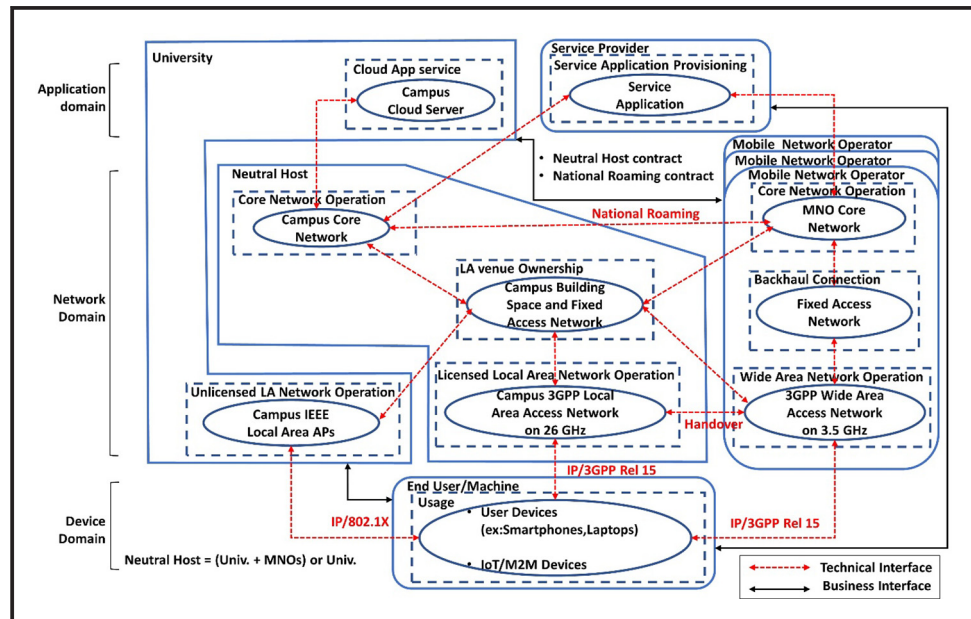 University
Application
domain
Cloud App service
Campus
Cloud Server
Service Provider
Service Application Provisioning
Service
Application
• Neutral Host contract
• National Roaming contract
Mobile Network Operator
Mobile Network Operator
Mobile Network Operator
Core Network Operation
MNO Core
Network
Neutral Host
Core Network Operation
Campus Core
Network
National Roaming
Network
Domain
LA venue Ownership
Campus Building
Space and Fixed
Access Network
Backhaul Connection
Fixed Access
Network
Unlicensed LA Network Operation
Campus IEEE
Local Area APs
Licensed Local Area Network Operation
Campus 3GPP Local
Area Access Network
on 26 GHz
Handover
Wide Area Network Operation
3GPP Wide Area
Access Network
on 3.5 GHz
IP/3GPP Rel 15
IP/802.1X
IP/3GPP Rel 15
Device
Domain
End User/Machine
Usage
• User Devices
(ex:Smartphones,Laptops)
• IoT/M2M Devices
Neutral Host = (Univ. + MNOs) or Univ.
Technical Interface
Business Interface